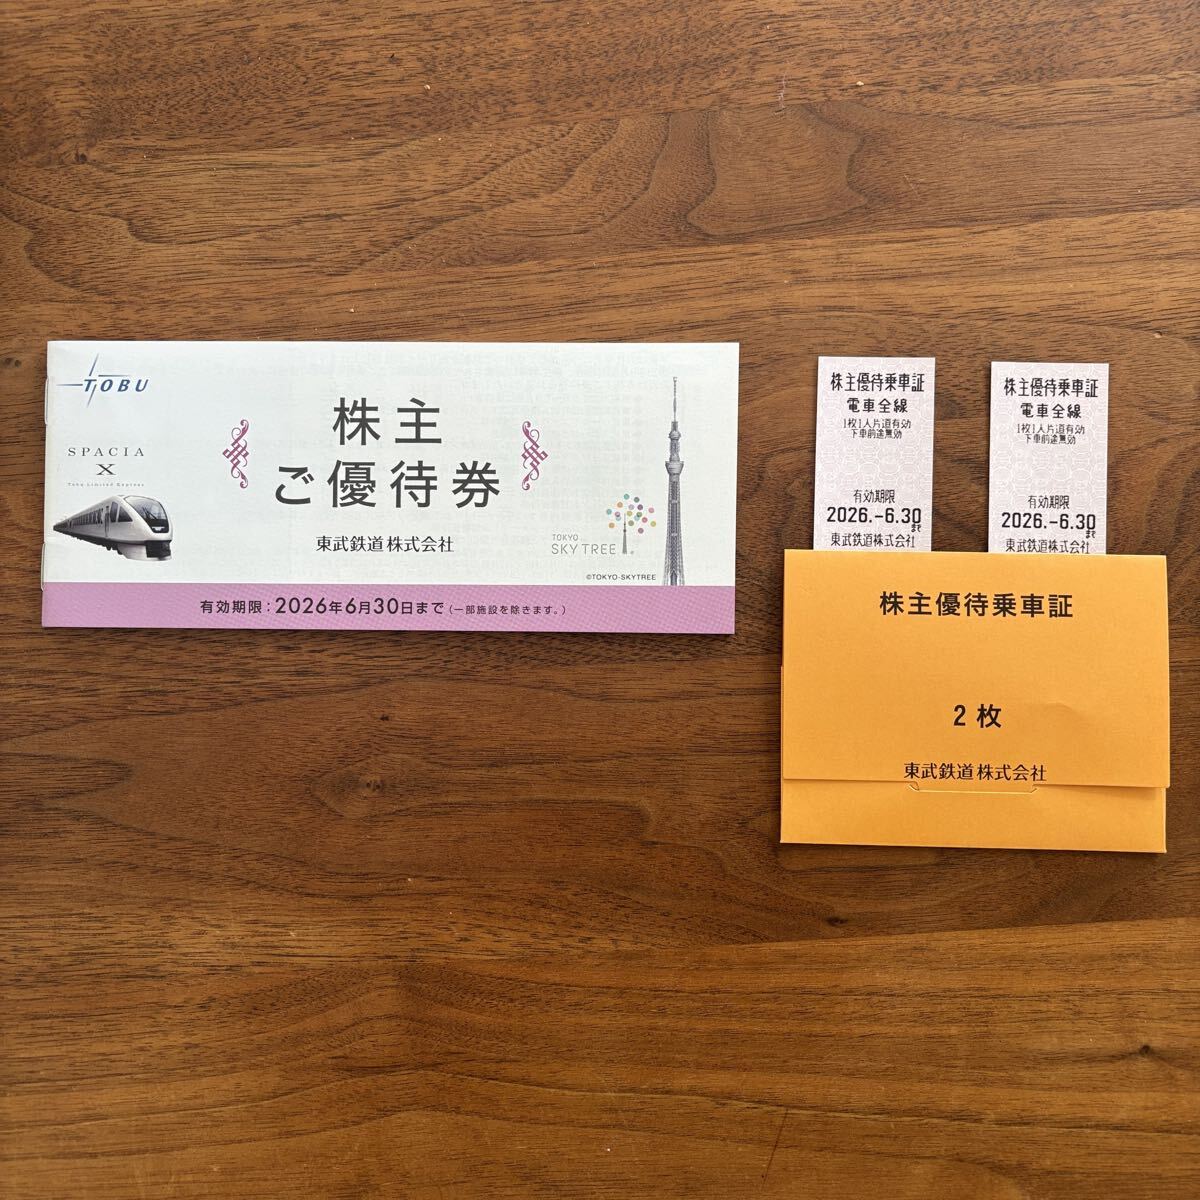 TOBU
SPACIA
X
Tobu Limited Express
株主
ご優待券
東武鉄道株式会社
TOKYO
SKYTREE®
©TOKYO-SKYTREE
有効期限：2026年6月30日まで（一部施設を除きます。）
株主優待乗車証
電車全線
1枚1人片道有効
下車前途無効
有効期限
2026.-6.30まで
東武鉄道株式会社
株主優待乗車証
電車全線
1枚1人片道有効
下車前途無効
有効期限
2026.-6.30まで
東武鉄道株式会社
株主優待乗車証
2枚
東武鉄道株式会社